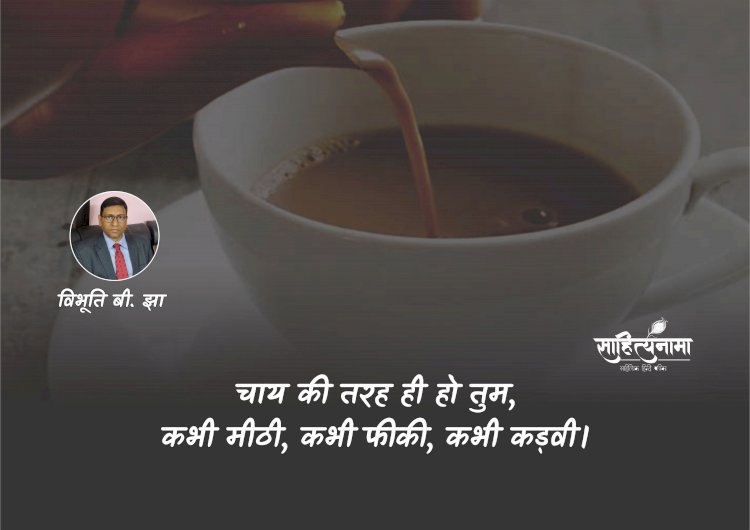 विभूति बी. झा
साहित्यनामा
चाय की तरह ही हो तुम,
कभी मीठी, कभी फीकी, कभी कड़वी।